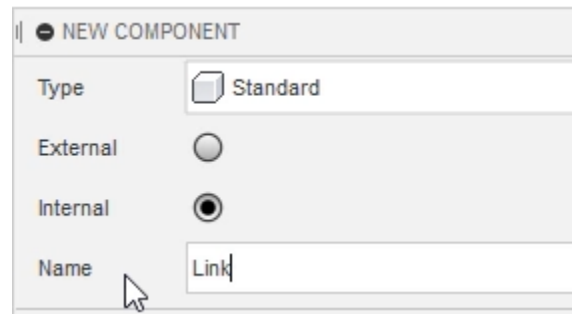 NEW COMPONENT
Type Standard
External
Internal
Name Link